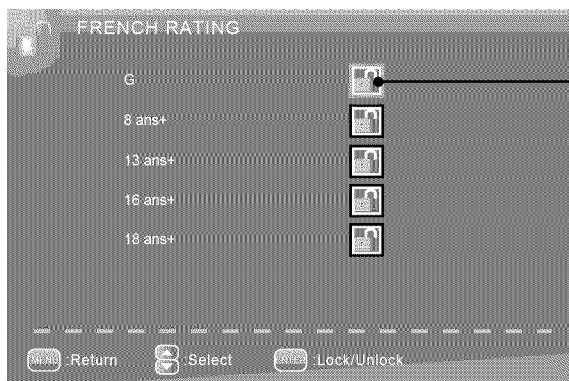 FRENCH RATING
G
8 ans+
13 ans+
16 ans+
18 ans+
MENU :Return :Select ENTER :Lock/Unlock